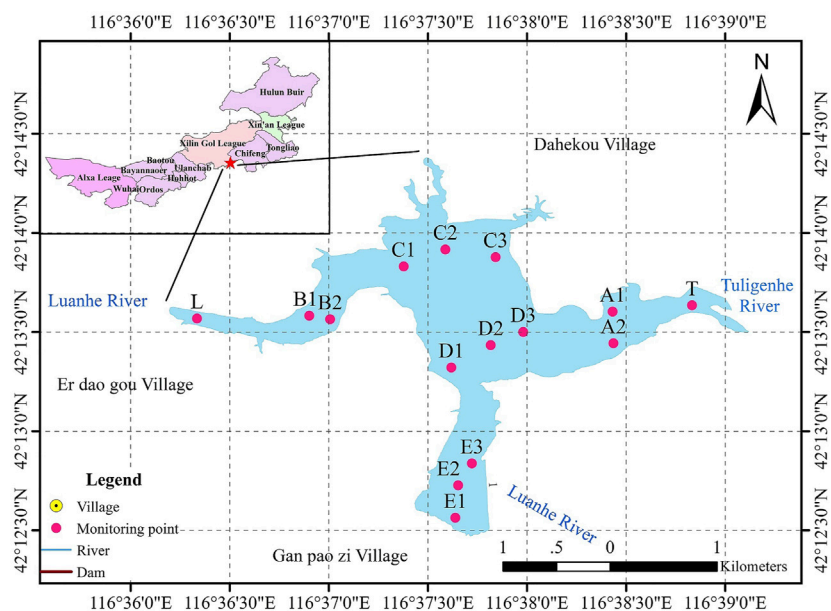 116°36'0"E 116°36'30"E 116°37'0"E 116°37'30"E 116°38'0"E 116°38'30"E 116°39'0"E
42°14'30"N
42°14'0"N
42°13'30"N
42°13'0"N
42°12'30"N
Hulun Buir
Xin'an League
Xilin Gol League
Tongliao
Chifeng
Baotou
Ulanchab
Bayannaoer
Huhhot
Alxa Leage
Wuhai
Ordos
N
Dahekou Village
C1
C2
C3
Luanhe River
L
B1
B2
A1
T
Tuligenhe
River
A2
D3
D2
D1
Er dao gou Village
E3
E2
E1
1
Luanhe River
Gan pao zi Village
Legend
Village
Monitoring point
River
Dam
1 .5 0 1
Kilometers
42°14'30"N
42°14'0"N
42°13'30"N
42°13'0"N
42°12'30"N
116°36'0"E 116°36'30"E 116°37'0"E 116°37'30"E 116°38'0"E 116°38'30"E 116°39'0"E